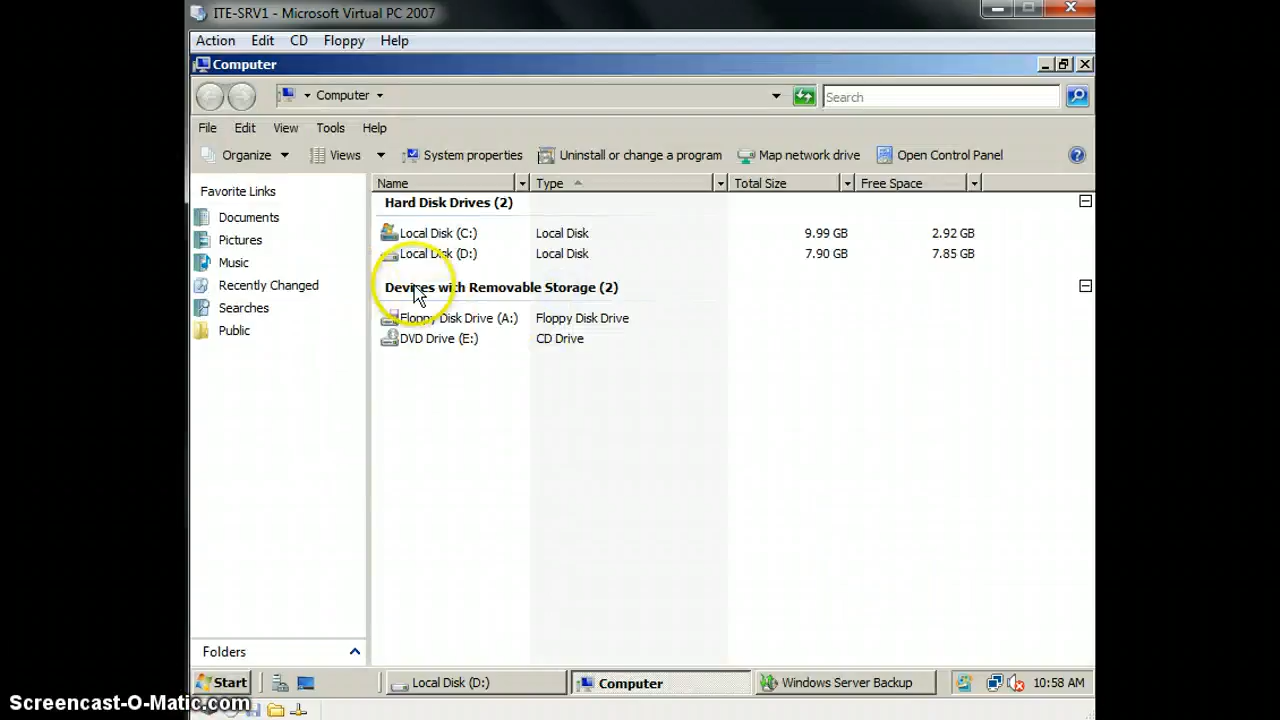 ITE-SRV1 - Microsoft Virtual PC 2007
Action Edit CD Floppy Help
Computer
Computer Search
File Edit View Tools Help
Organize Views System properties Uninstall or change a program Map network drive Open Control Panel
Favorite Links
Documents
Pictures
Music
Recently Changed
Searches
Public
Folders
Name Type Total Size Free Space
Hard Disk Drives (2)
Local Disk (C:) Local Disk 9.99 GB 2.92 GB
Local Disk (D:) Local Disk 7.90 GB 7.85 GB
Devices with Removable Storage (2)
Floppy Disk Drive (A:) Floppy Disk Drive
DVD Drive (E:) CD Drive
Start Local Disk (D:) Computer Windows Server Backup 10:58 AM
Screencast-O-Matic.com